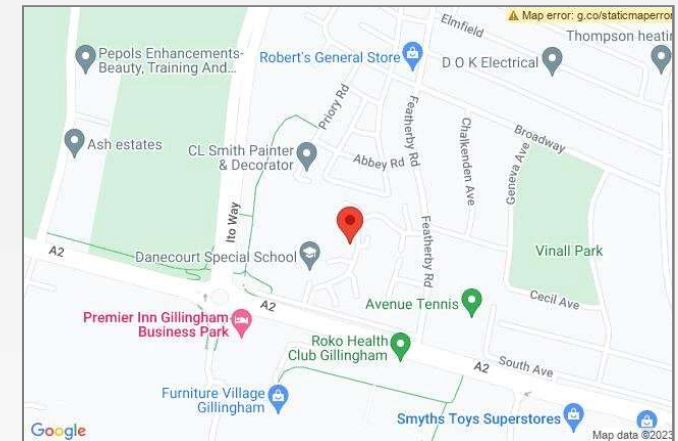 Map error: g.co/staticmaperror
Elmfield
Thompson heatin
Pepols Enhancements-
Beauty, Training And...
Robert's General Store
D O K Electrical
Priory Rd
Featherby Rd
Chalkenden Ave
Broadway
Geneva Ave
Ash estates
CL Smith Painter
& Decorator
Abbey Rd
Ito Way
Featherby Rd
A2
Danecourt Special School
Vinall Park
A2
Avenue Tennis
Cecil Ave
Premier Inn Gillingham
Business Park
Roko Health
Club Gillingham
A2
South Ave
Furniture Village
Gillingham
Smyths Toys Superstores
Google
Map data ©2023